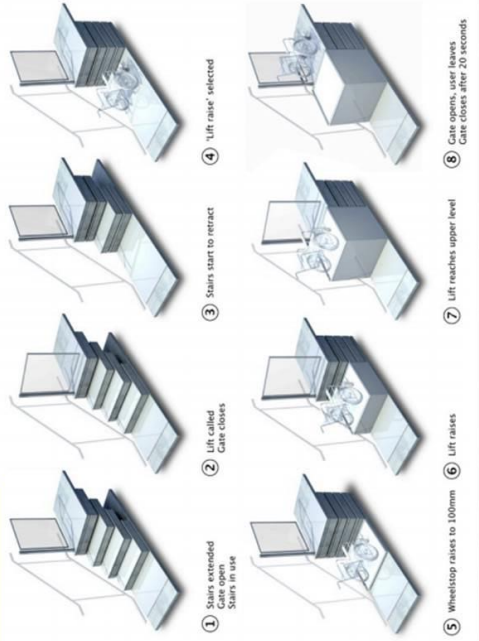 1 Stairs extended
Gate open
Stairs in use
2 Lift called
Gate closes
3 Stairs start to retract
4 'Lift raise' selected
5 Wheelstop raises to 100mm
6 Lift raises
7 Lift reaches upper level
8 Gate opens, user leaves
Gate closes after 20 seconds